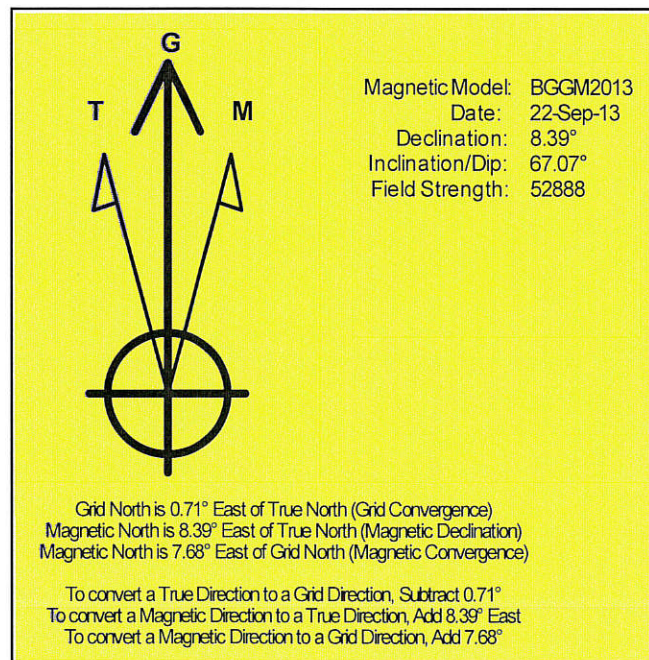 G
T
M
Magnetic Model: BGGM2013
Date: 22-Sep-13
Declination: 8.39°
Inclination/Dip: 67.07°
Field Strength: 52888
Grid North is 0.71° East of True North (Grid Convergence)
Magnetic North is 8.39° East of True North (Magnetic Declination)
Magnetic North is 7.68° East of Grid North (Magnetic Convergence)
To convert a True Direction to a Grid Direction, Subtract 0.71°
To convert a Magnetic Direction to a True Direction, Add 8.39° East
To convert a Magnetic Direction to a Grid Direction, Add 7.68°